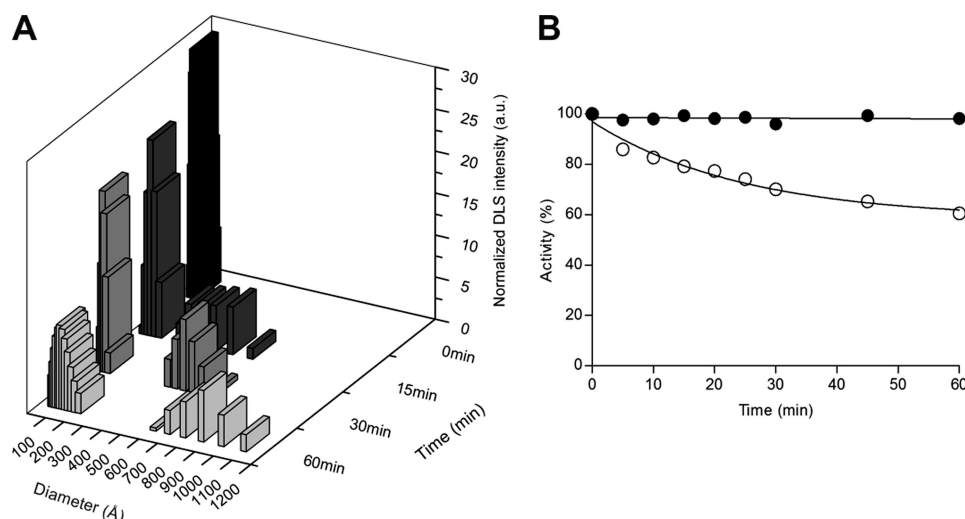 A
30
25
20
15
10
5
0
Normalized DLS intensity (a.u.)
0min
15min
30min
60min
Time (min)
100
200
300
400
500
600
700
800
900
1000
1100
1200
Diameter (Å)
B
100
80
60
40
20
0
Activity (%)
0 10 20 30 40 50 60
Time (min)